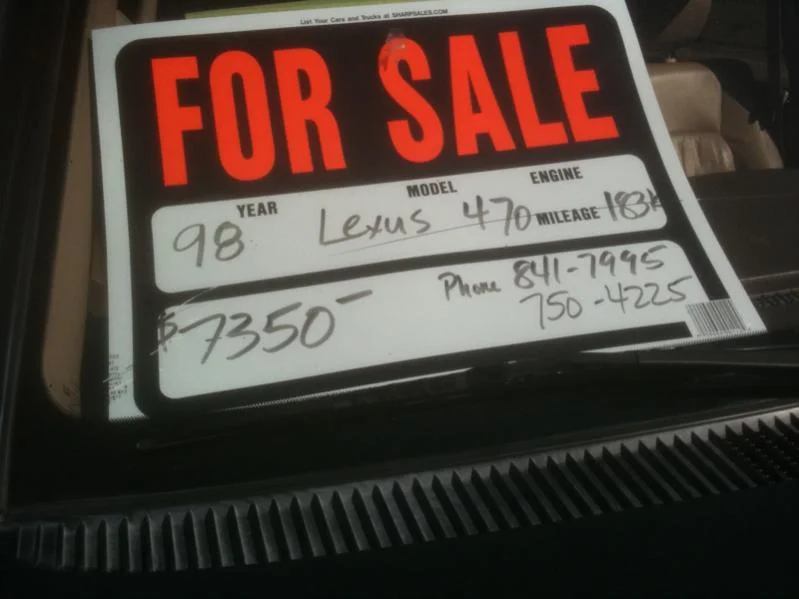 List Your Cars and Trucks at SHARPSALES.COM
FOR SALE
YEAR MODEL ENGINE
98 Lexus 470 MILEAGE 183K
$7350- Phone 841-7995
750-4225